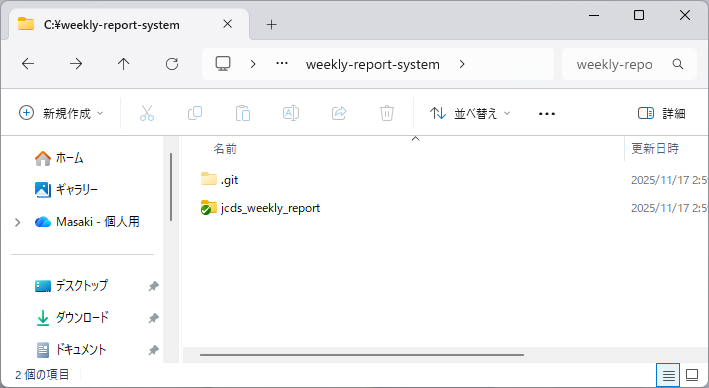 C:¥weekly-report-system
weekly-report-system
weekly-repo
新規作成
並べ替え
詳細
名前
更新日時
.git
2025/11/17 2:5
jcds_weekly_report
2025/11/17 2:5
ホーム
ギャラリー
Masaki - 個人用
デスクトップ
ダウンロード
ドキュメント
2 個の項目